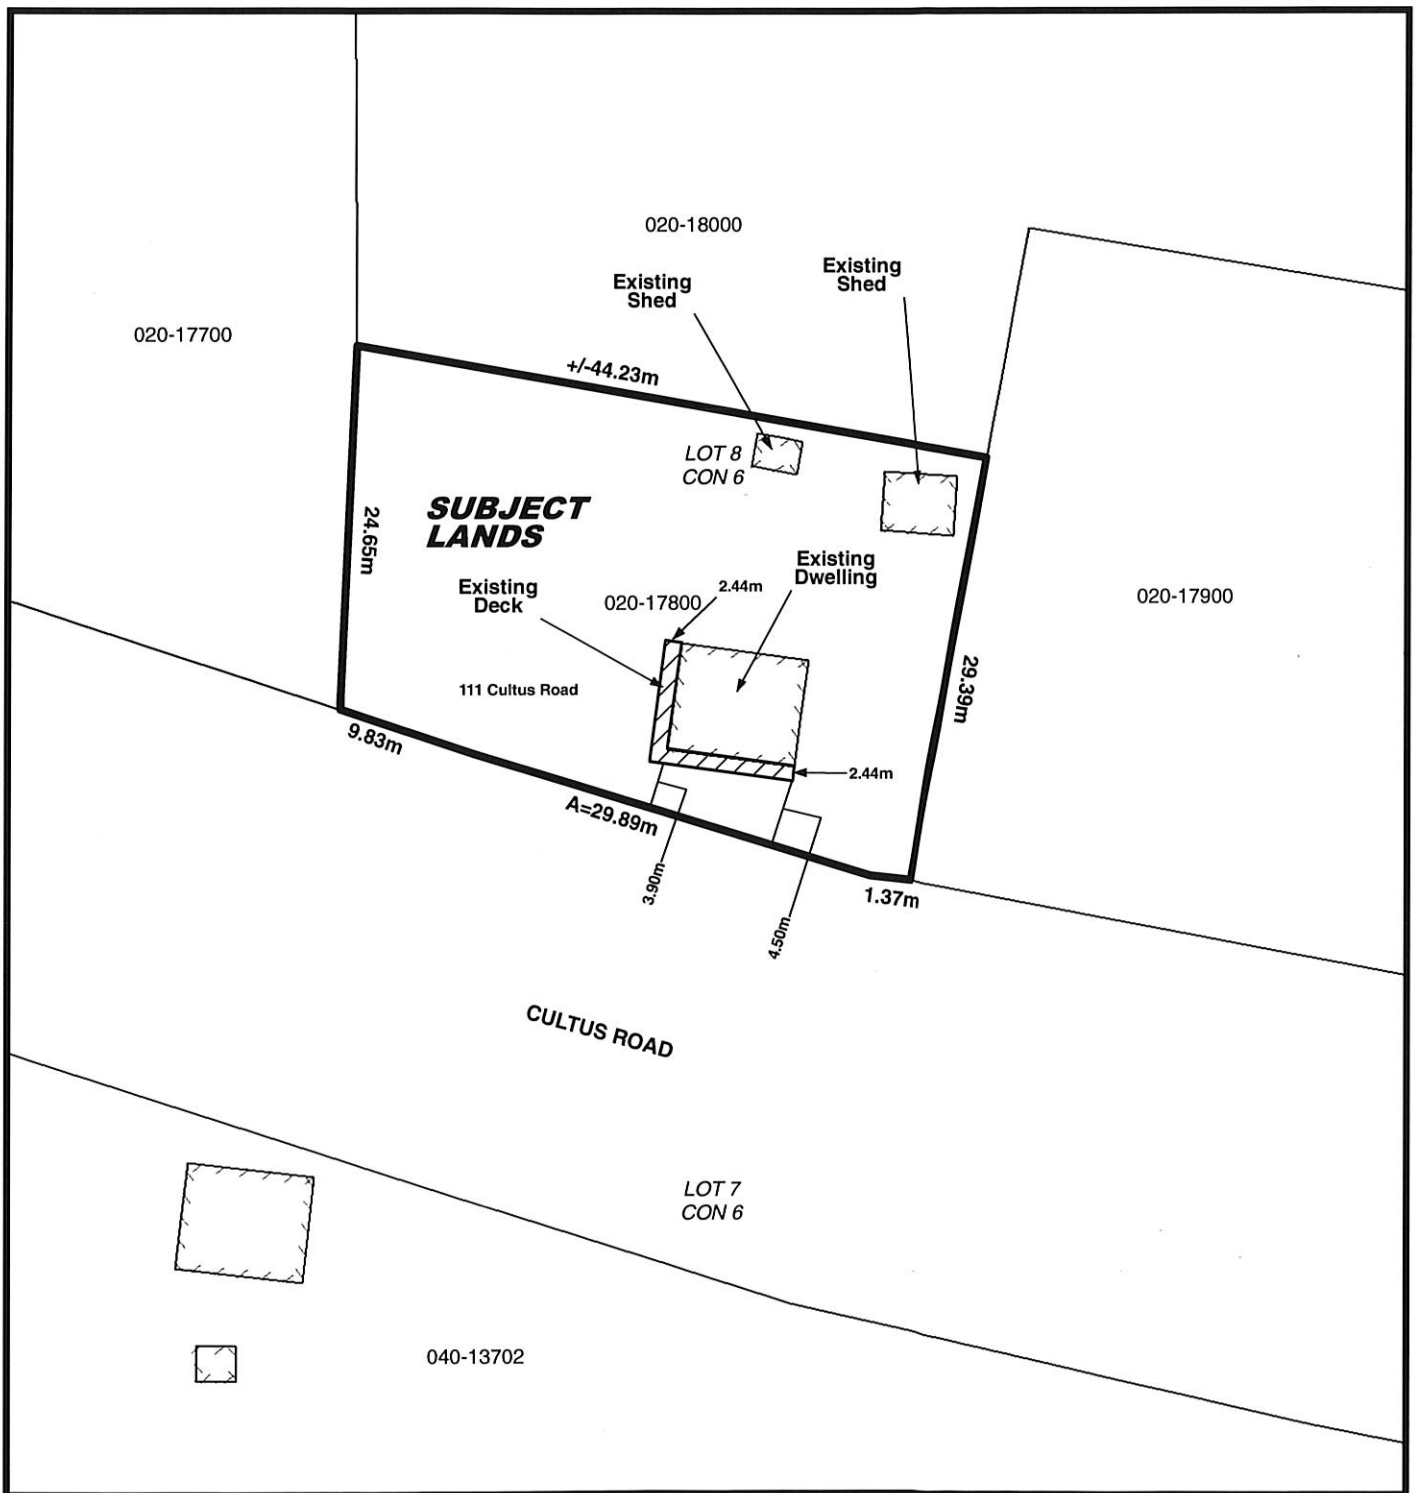 020-18000
Existing
Shed
Existing
Shed
020-17700
+/-44.23m
LOT 8
CON 6
SUBJECT
LANDS
24.65m
Existing
Dwelling
Existing
Deck
020-17800
2.44m
020-17900
111 Cultus Road
29.39m
9.83m
2.44m
A=29.89m
3.90m
1.37m
4.50m
CULTUS ROAD
LOT 7
CON 6
040-13702